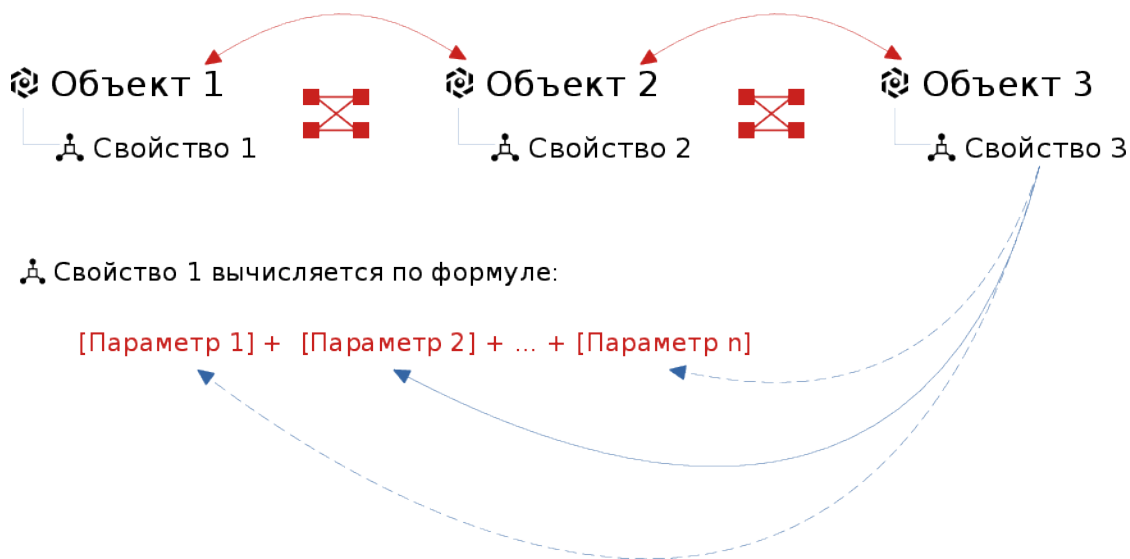 Объект 1 Объект 2 Объект 3
Свойство 1 Свойство 2 Свойство 3
Свойство 1 вычисляется по формуле:
[Параметр 1] + [Параметр 2] + ... + [Параметр n]